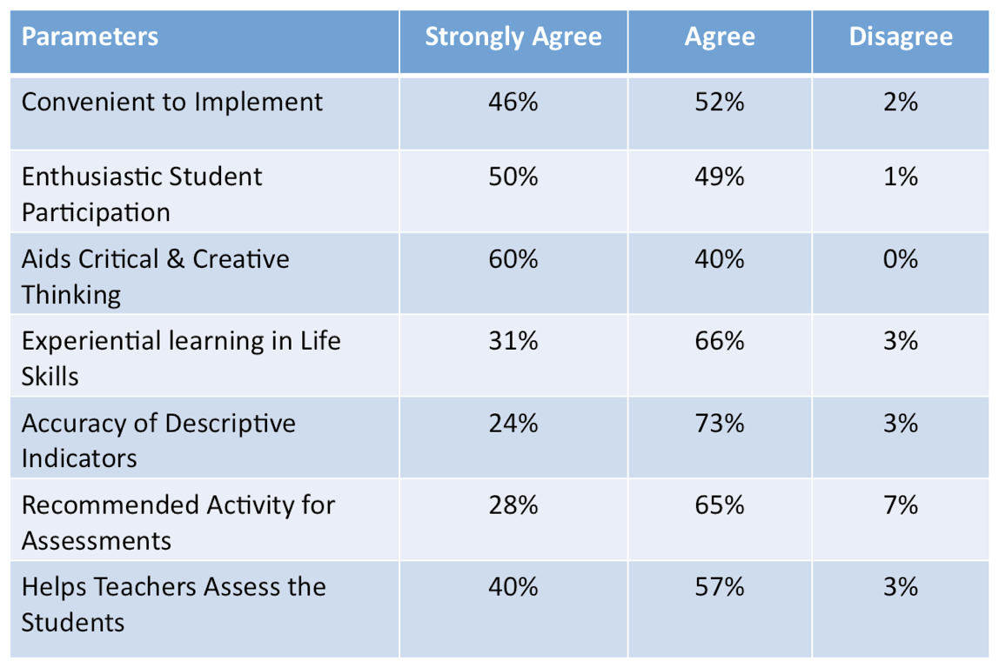 Parameters Strongly Agree Agree Disagree
Convenient to Implement 46% 52% 2%
Enthusiastic Student 50% 49% 1%
Participation
Aids Critical & Creative 60% 40% 0%
Thinking
Experiential learning in Life 31% 66% 3%
Skills
Accuracy of Descriptive 24% 73% 3%
Indicators
Recommended Activity for 28% 65% 7%
Assessments
Helps Teachers Assess the 40% 57% 3%
Students